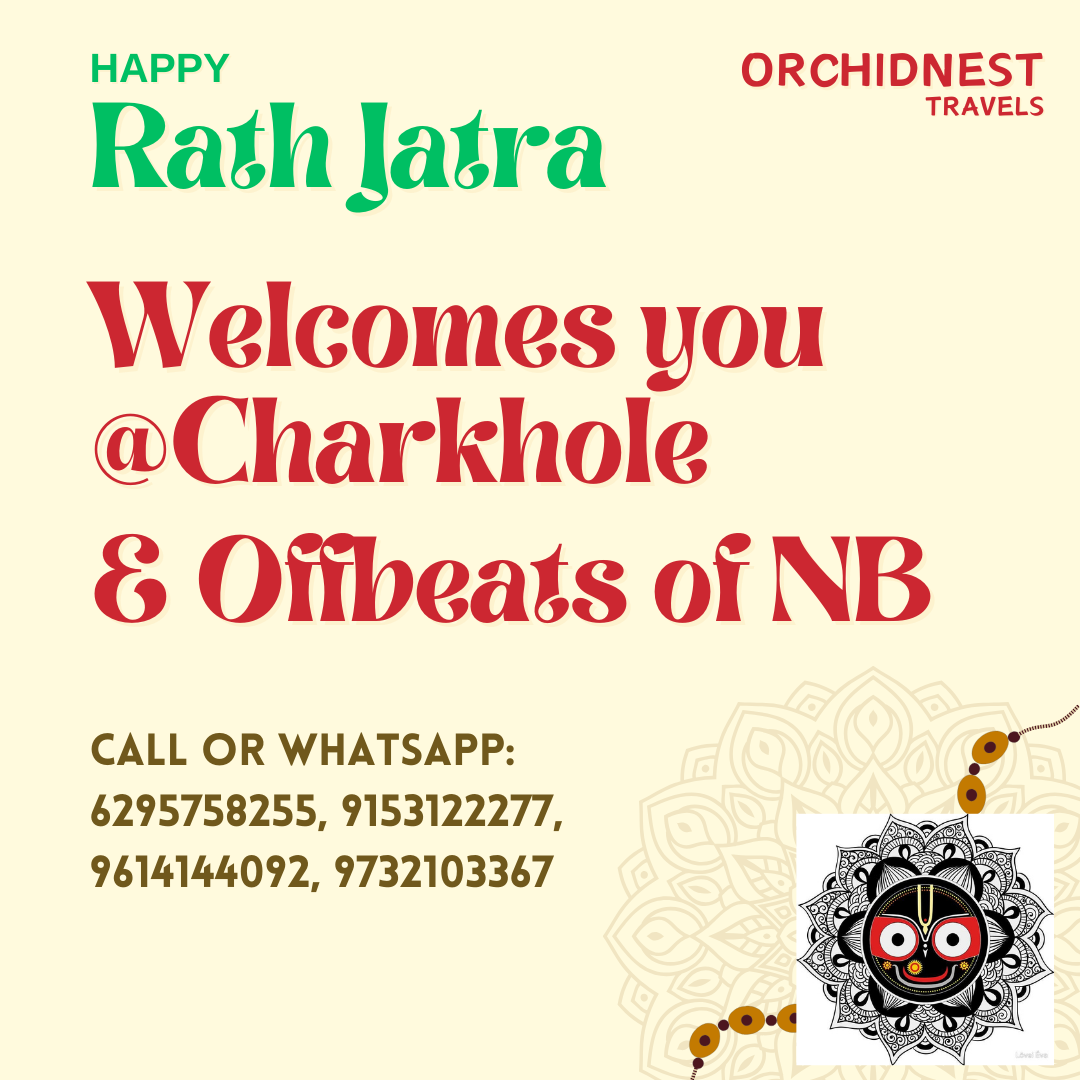 HAPPY
Rath Jatra
ORCHIDNEST
TRAVELS
Welcomes you
@Charkhole
& Offbeats of NB
CALL OR WHATSAPP:
6295758255, 9153122277,
9614144092, 9732103367